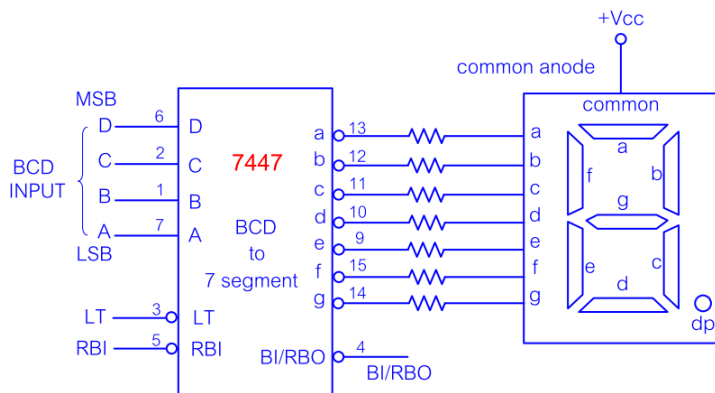 +Vcc
common anode
MSB
common
D 6 D
a 13 a
a
C 2 C
7447
b 12 b
f b
BCD
INPUT
c 11 c
B 1 B
g
d 10 d
A 7 A
BCD
to
7 segment
e 9 e
LSB
e c
f 15 f
d
g 14 g
LT 3 LT
dp
RBI 5 RBI
BI/RBO 4
BI/RBO